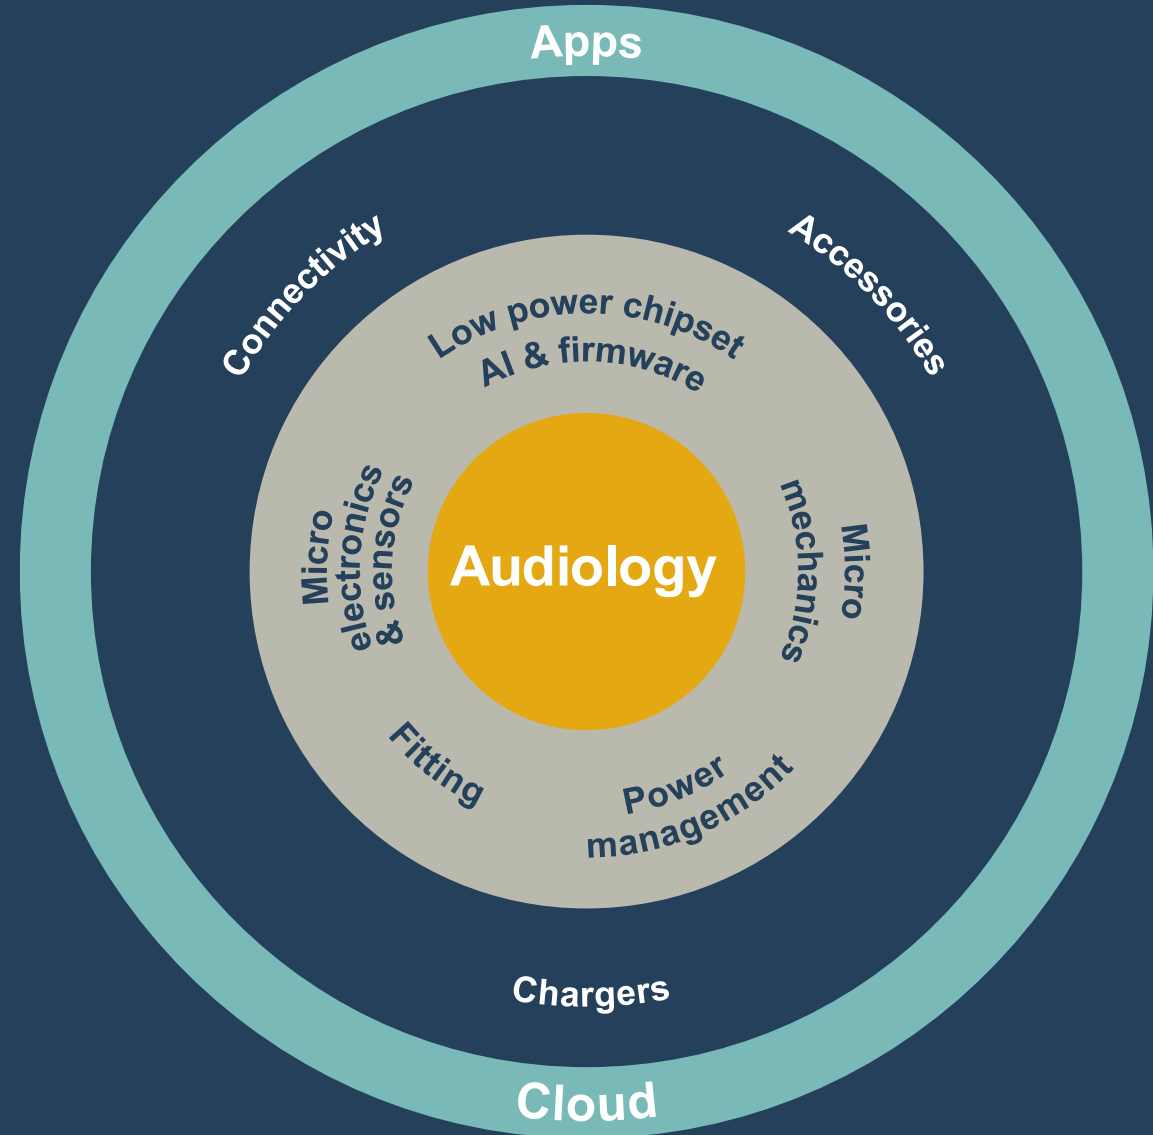 Apps
Connectivity
Accessories
Low power chipset
AI & firmware
Micro
electronics
& sensors
Audiology
Micro
mechanics
Fitting
Power
management
Chargers
Cloud